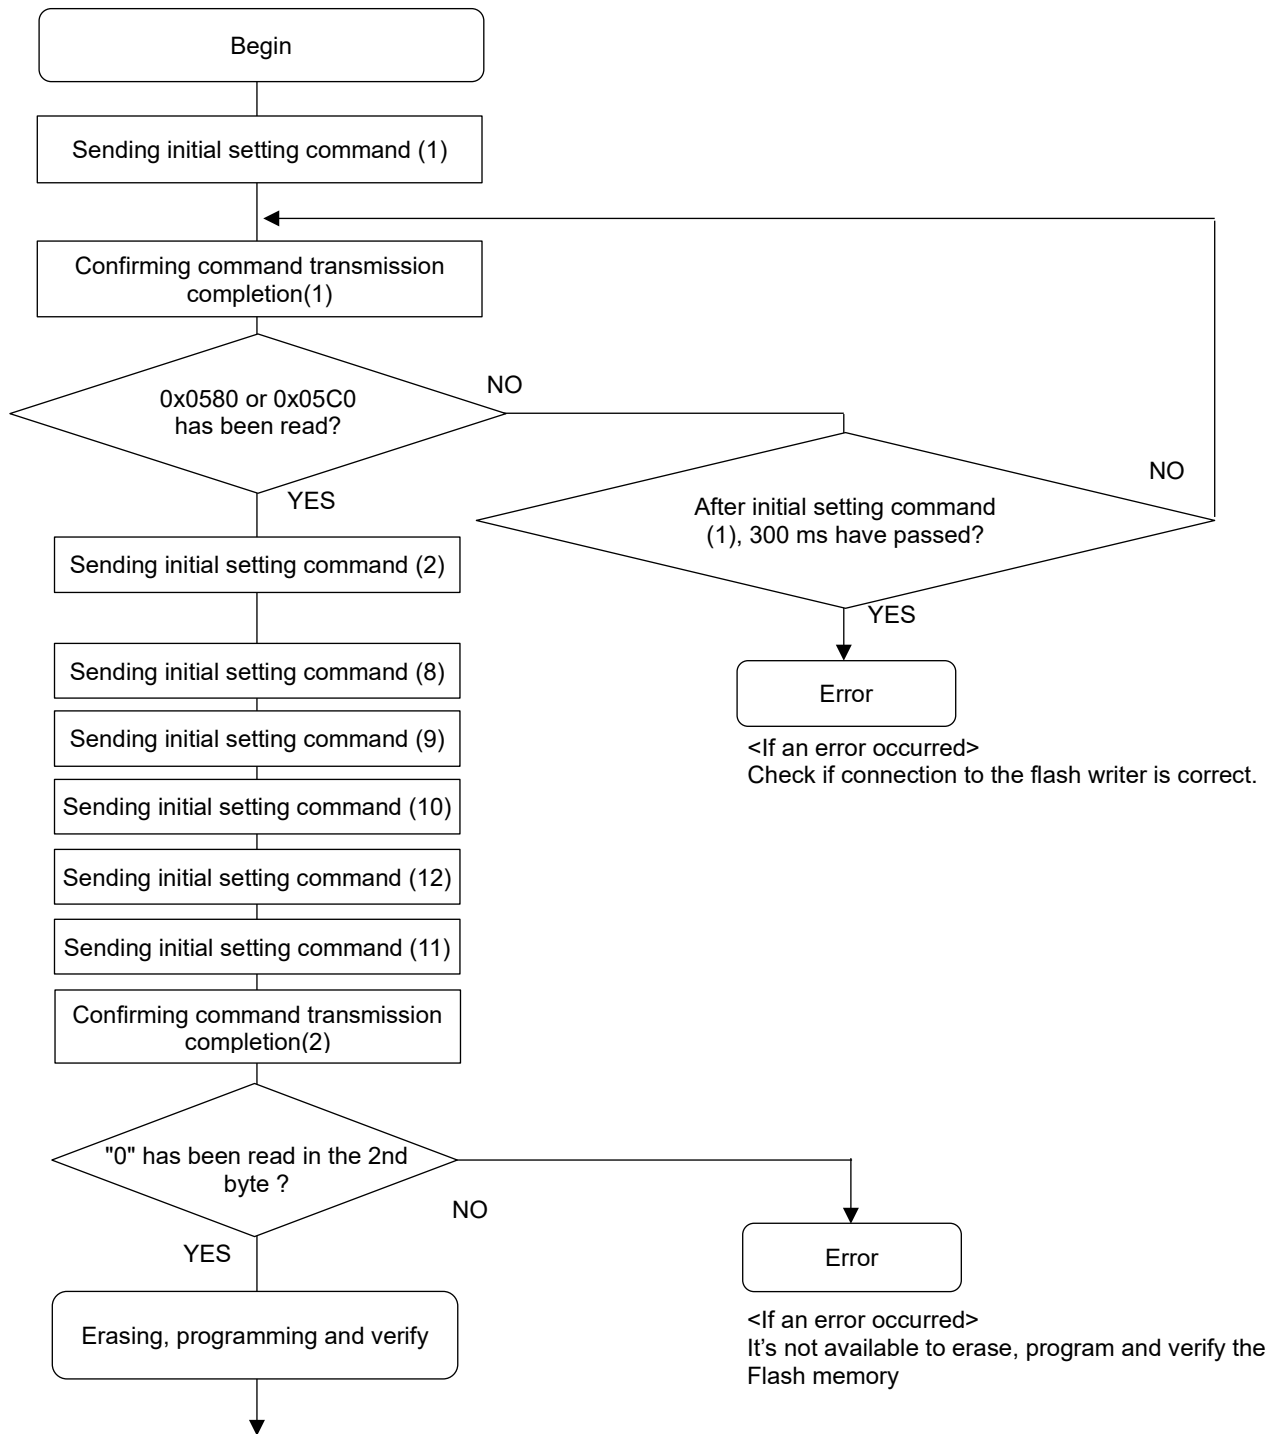 Begin
Sending initial setting command (1)
Confirming command transmission
completion(1)
0x0580 or 0x05C0
has been read?
NO
YES
After initial setting command
(1), 300 ms have passed?
NO
YES
Error
<If an error occurred>
Check if connection to the flash writer is correct.
Sending initial setting command (2)
Sending initial setting command (8)
Sending initial setting command (9)
Sending initial setting command (10)
Sending initial setting command (12)
Sending initial setting command (11)
Confirming command transmission
completion(2)
"0" has been read in the 2nd
byte ?
NO
YES
Error
<If an error occurred>
It’s not available to erase, program and verify the
Flash memory
Erasing, programming and verify